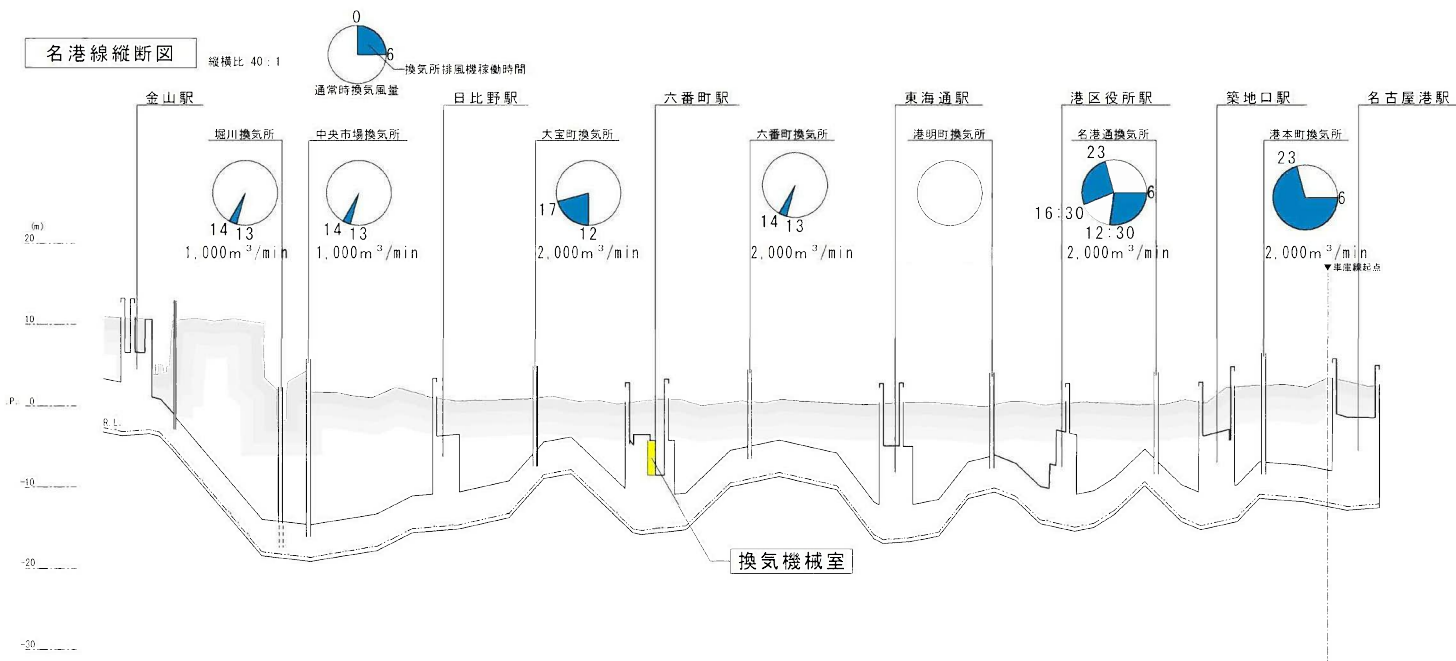 名港線縦断図
縦横比 40:1
0
6
換気所排風機稼働時間
通常時換気風量
金山駅
日比野駅
六番町駅
東海通駅
港区役所駅
築地口駅
名古屋港駅
堀川換気所
中央市場換気所
大宝町換気所
六番町換気所
港明町換気所
名港通換気所
港本町換気所
14
13
1,000m³/min
14
13
1,000m³/min
17
12
2,000m³/min
14
13
2,000m³/min
23
6
16:30
12:30
2,000m³/min
23
6
2,000m³/min
▼車庫線起点
(m)
20
10
.P. 0
R.L.
-10
-20
-30
換気機械室